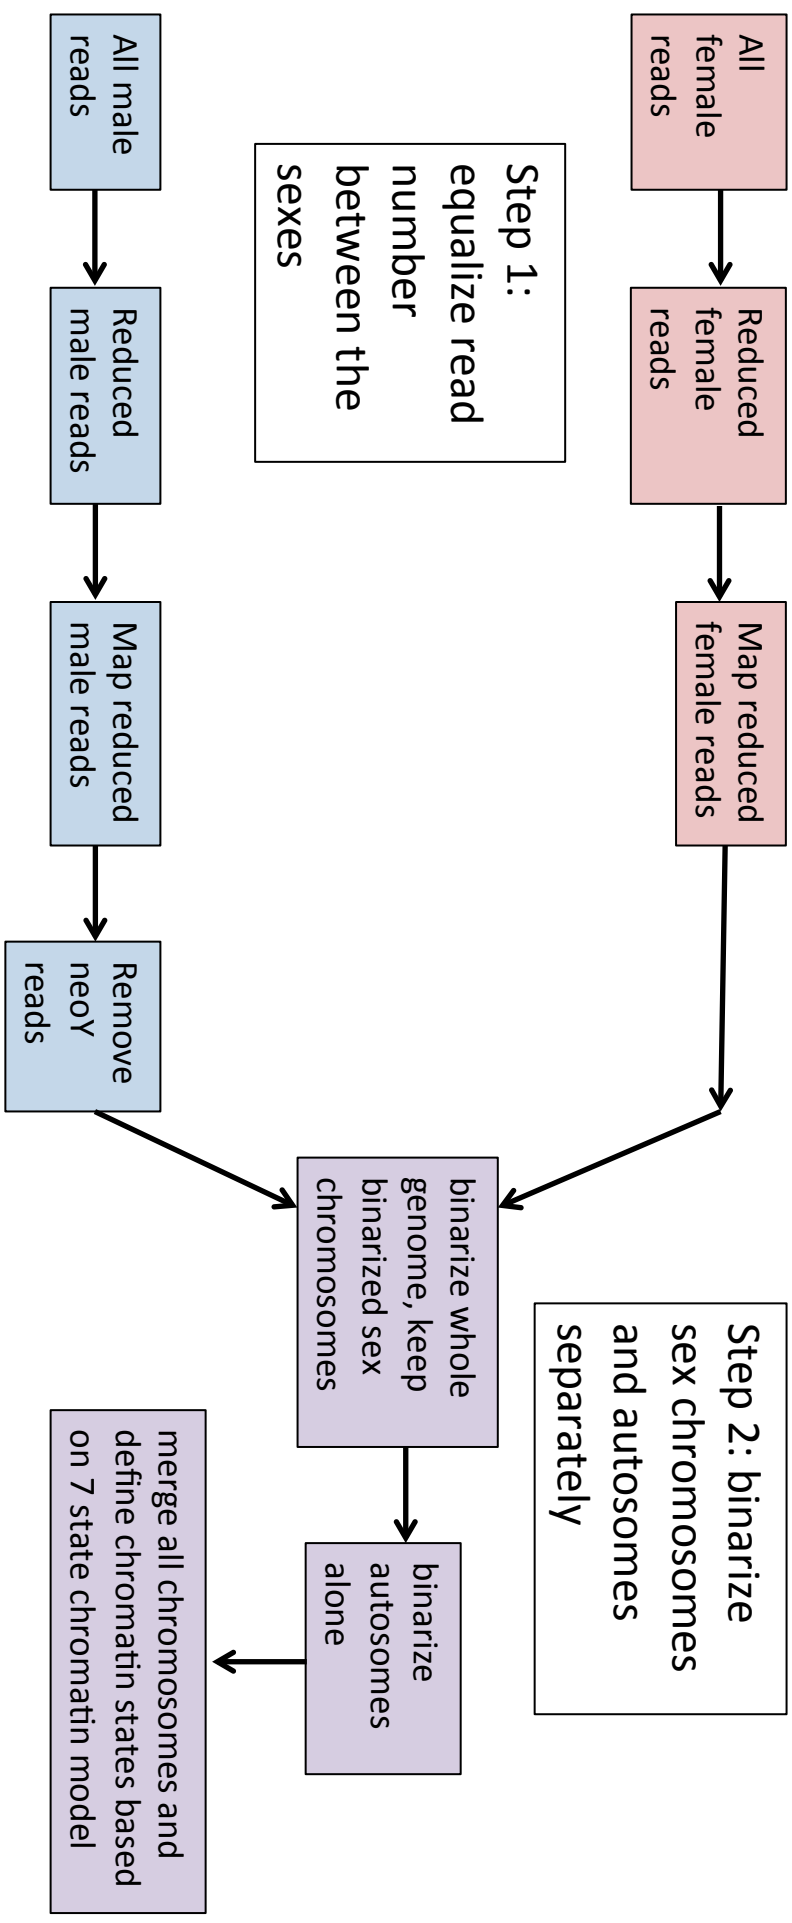 All
female
reads
Reduced
female
reads
Map reduced
female reads
Step 1:
equalize read
number
between the
sexes
Step 2: binarize
sex chromosomes
and autosomes
separately
All male
reads
Reduced
male reads
Map reduced
male reads
Remove
neoY
reads
binarize whole
genome, keep
binarized sex
chromosomes
binarize
autosomes
alone
merge all chromosomes and
define chromatin states based
on 7 state chromatin model